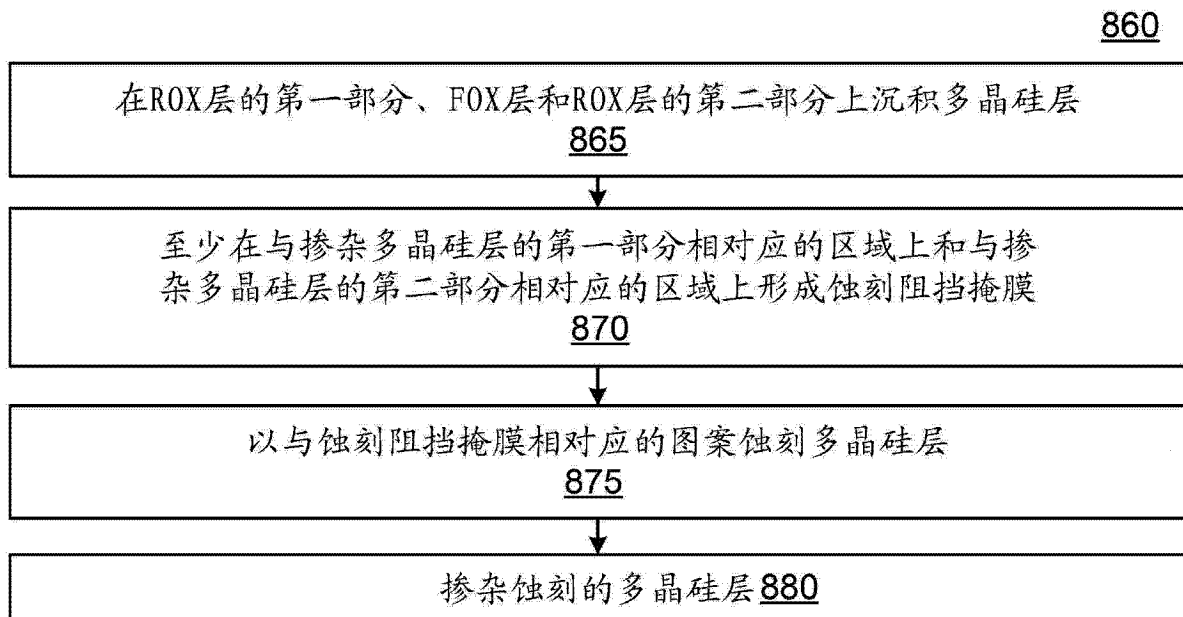 860
在ROX层的第一部分、FOX层和ROX层的第二部分上沉积多晶硅层
865
至少在与掺杂多晶硅层的第一部分相对应的区域上和与掺
杂多晶硅层的第二部分相对应的区域上形成蚀刻阻挡掩膜
870
以与蚀刻阻挡掩膜相对应的图案蚀刻多晶硅层
875
掺杂蚀刻的多晶硅层880